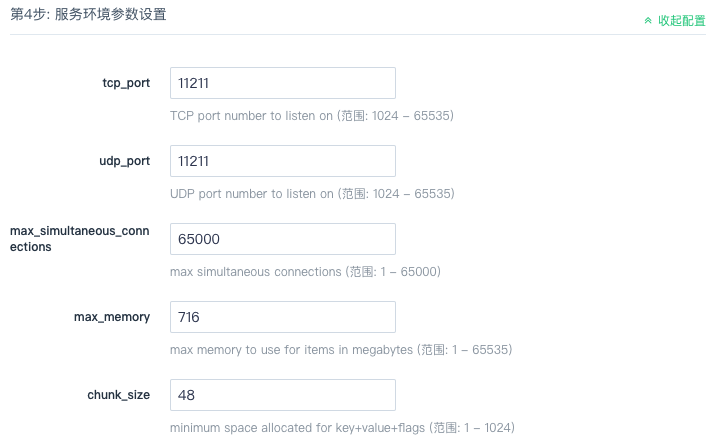 第4步: 服务环境参数设置
收起配置
tcp_port
11211
TCP port number to listen on (范围: 1024 – 65535)
udp_port
11211
UDP port number to listen on (范围: 1024 – 65535)
max_simultaneous_conn
ections
65000
max simultaneous connections (范围: 1 – 65000)
max_memory
716
max memory to use for items in megabytes (范围: 1 – 65535)
chunk_size
48
minimum space allocated for key+value+flags (范围: 1 – 1024)